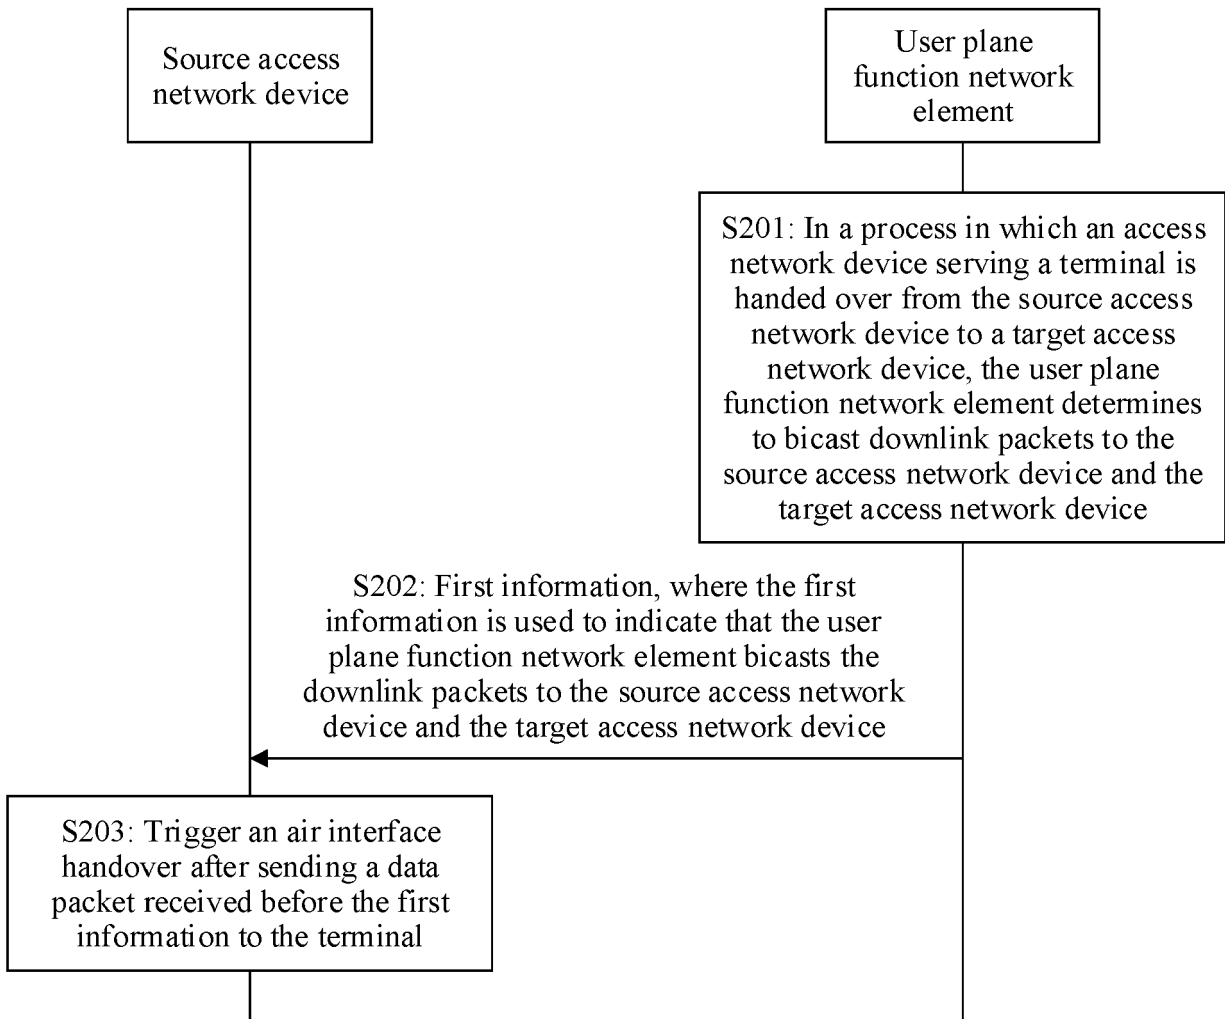 Source access
network device
User plane
function network
element
S201: In a process in which an access
network device serving a terminal is
handed over from the source access
network device to a target access
network device, the user plane
function network element determines
to bicast downlink packets to the
source access network device and the
target access network device
S202: First information, where the first
information is used to indicate that the user
plane function network element bicasts the
downlink packets to the source access network
device and the target access network device
S203: Trigger an air interface
handover after sending a data
packet received before the first
information to the terminal